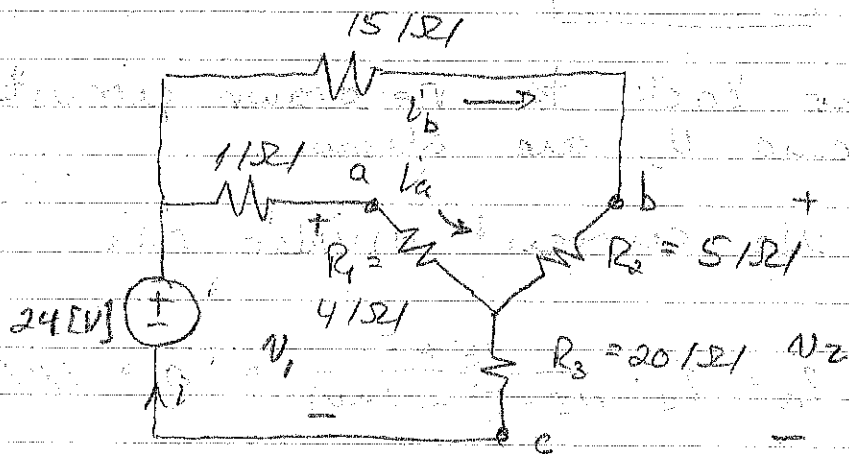 15 [Ω]
i_b
1 [Ω]
a i_a b +
+
R_1 =
4 [Ω]
R_2 = 5 [Ω]
24 [V]
+
-
v_1
R_3 = 20 [Ω] v_2
i
-
c
-